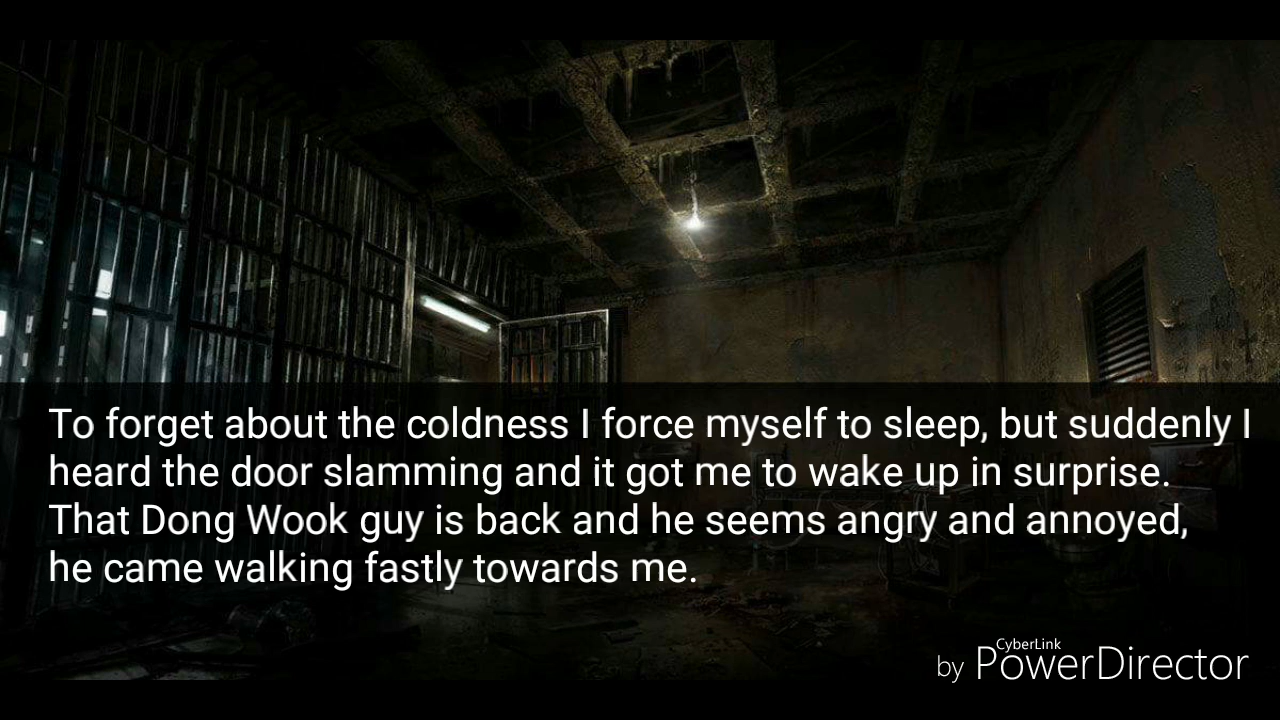 To forget about the coldness I force myself to sleep, but suddenly I
heard the door slamming and it got me to wake up in surprise.
That Dong Wook guy is back and he seems angry and annoyed,
he came walking fastly towards me.
CyberLink
by PowerDirector